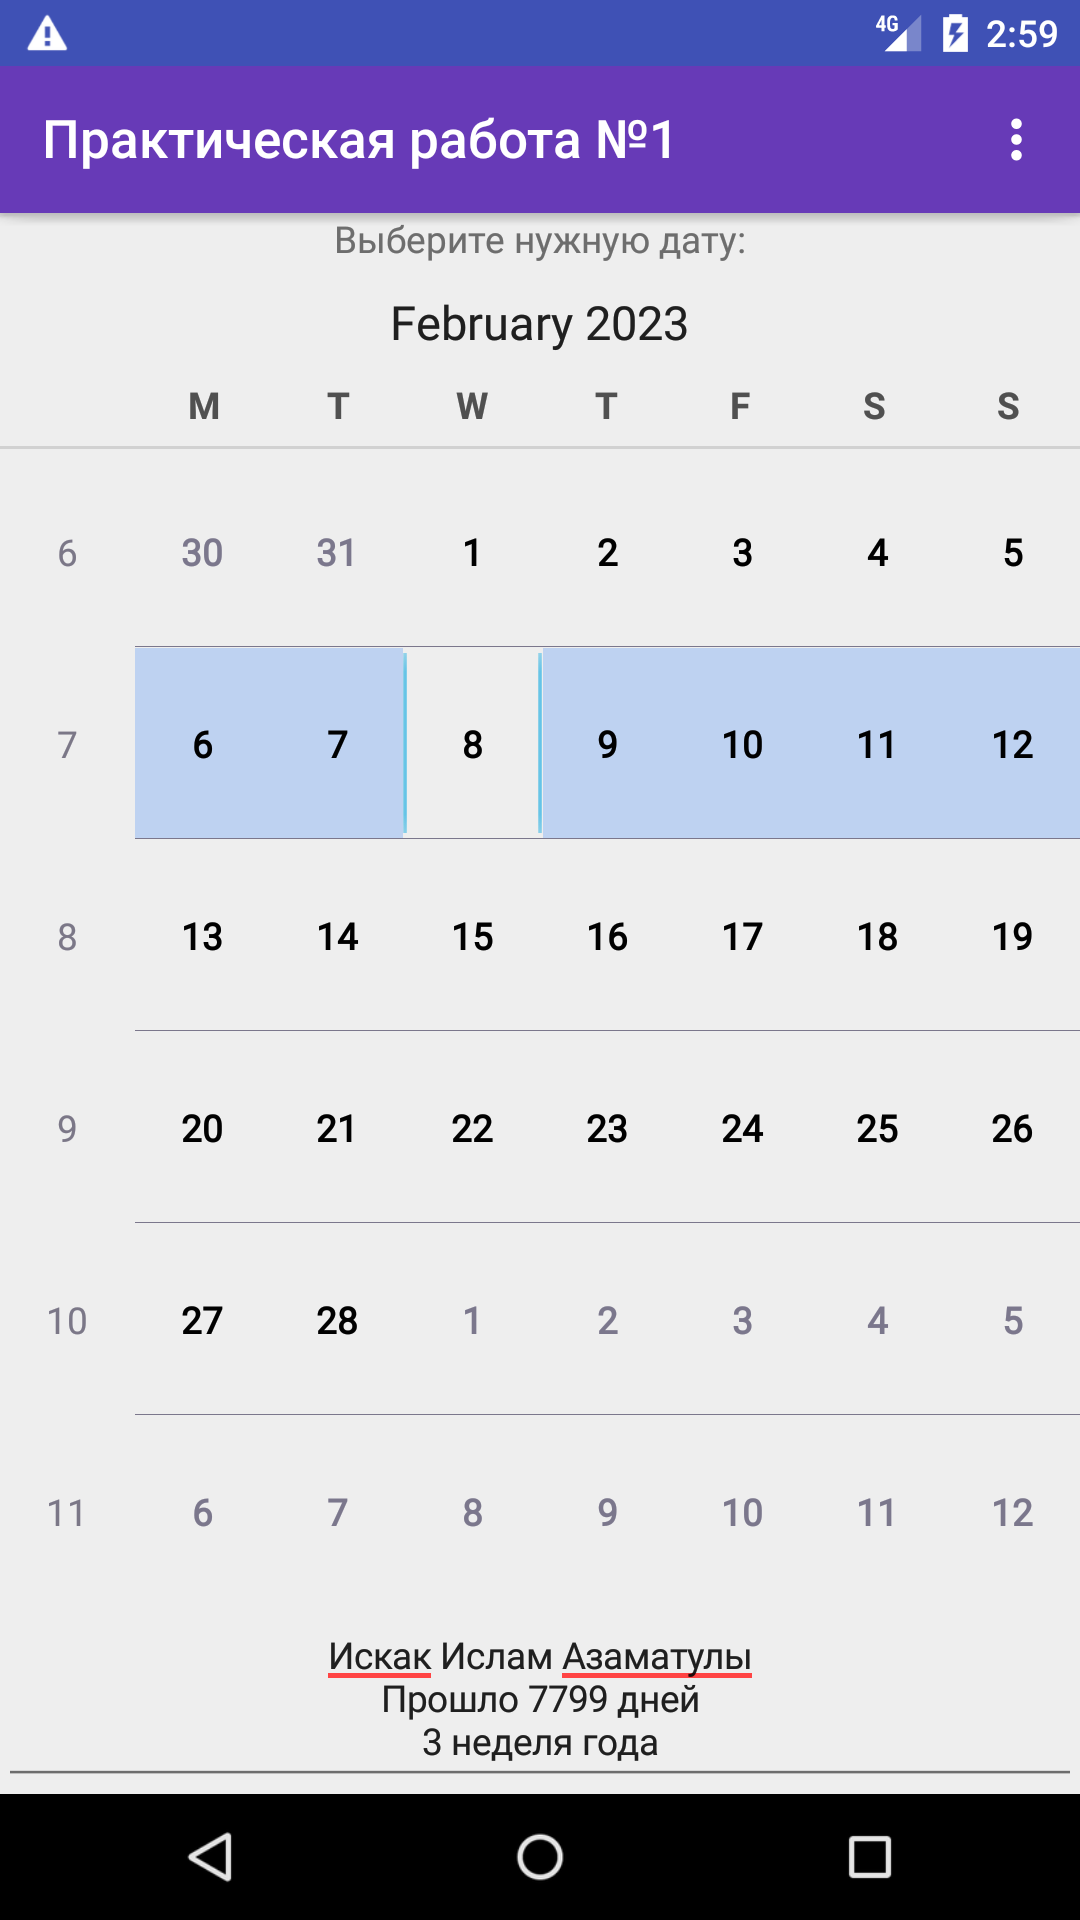 4G 2:59
Практическая работа №1
Выберите нужную дату:
February 2023
M T W T F S S
6 30 31 1 2 3 4 5
7 6 7 8 9 10 11 12
8 13 14 15 16 17 18 19
9 20 21 22 23 24 25 26
10 27 28 1 2 3 4 5
11 6 7 8 9 10 11 12
Искак Ислам Азаматулы
Прошло 7799 дней
3 неделя года